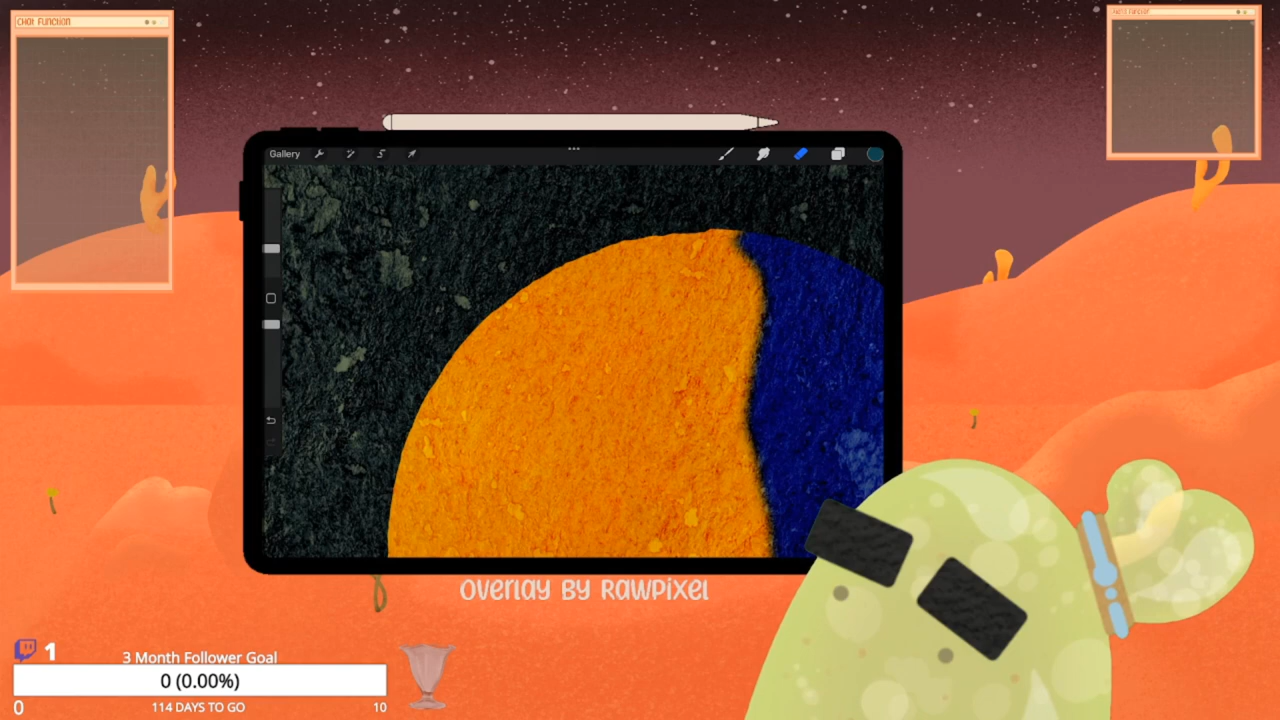 Chat Function
Gallery
Overlay by Rawpixel
1
3 Month Follower Goal
0 (0.00%)
0
114 DAYS TO GO
10